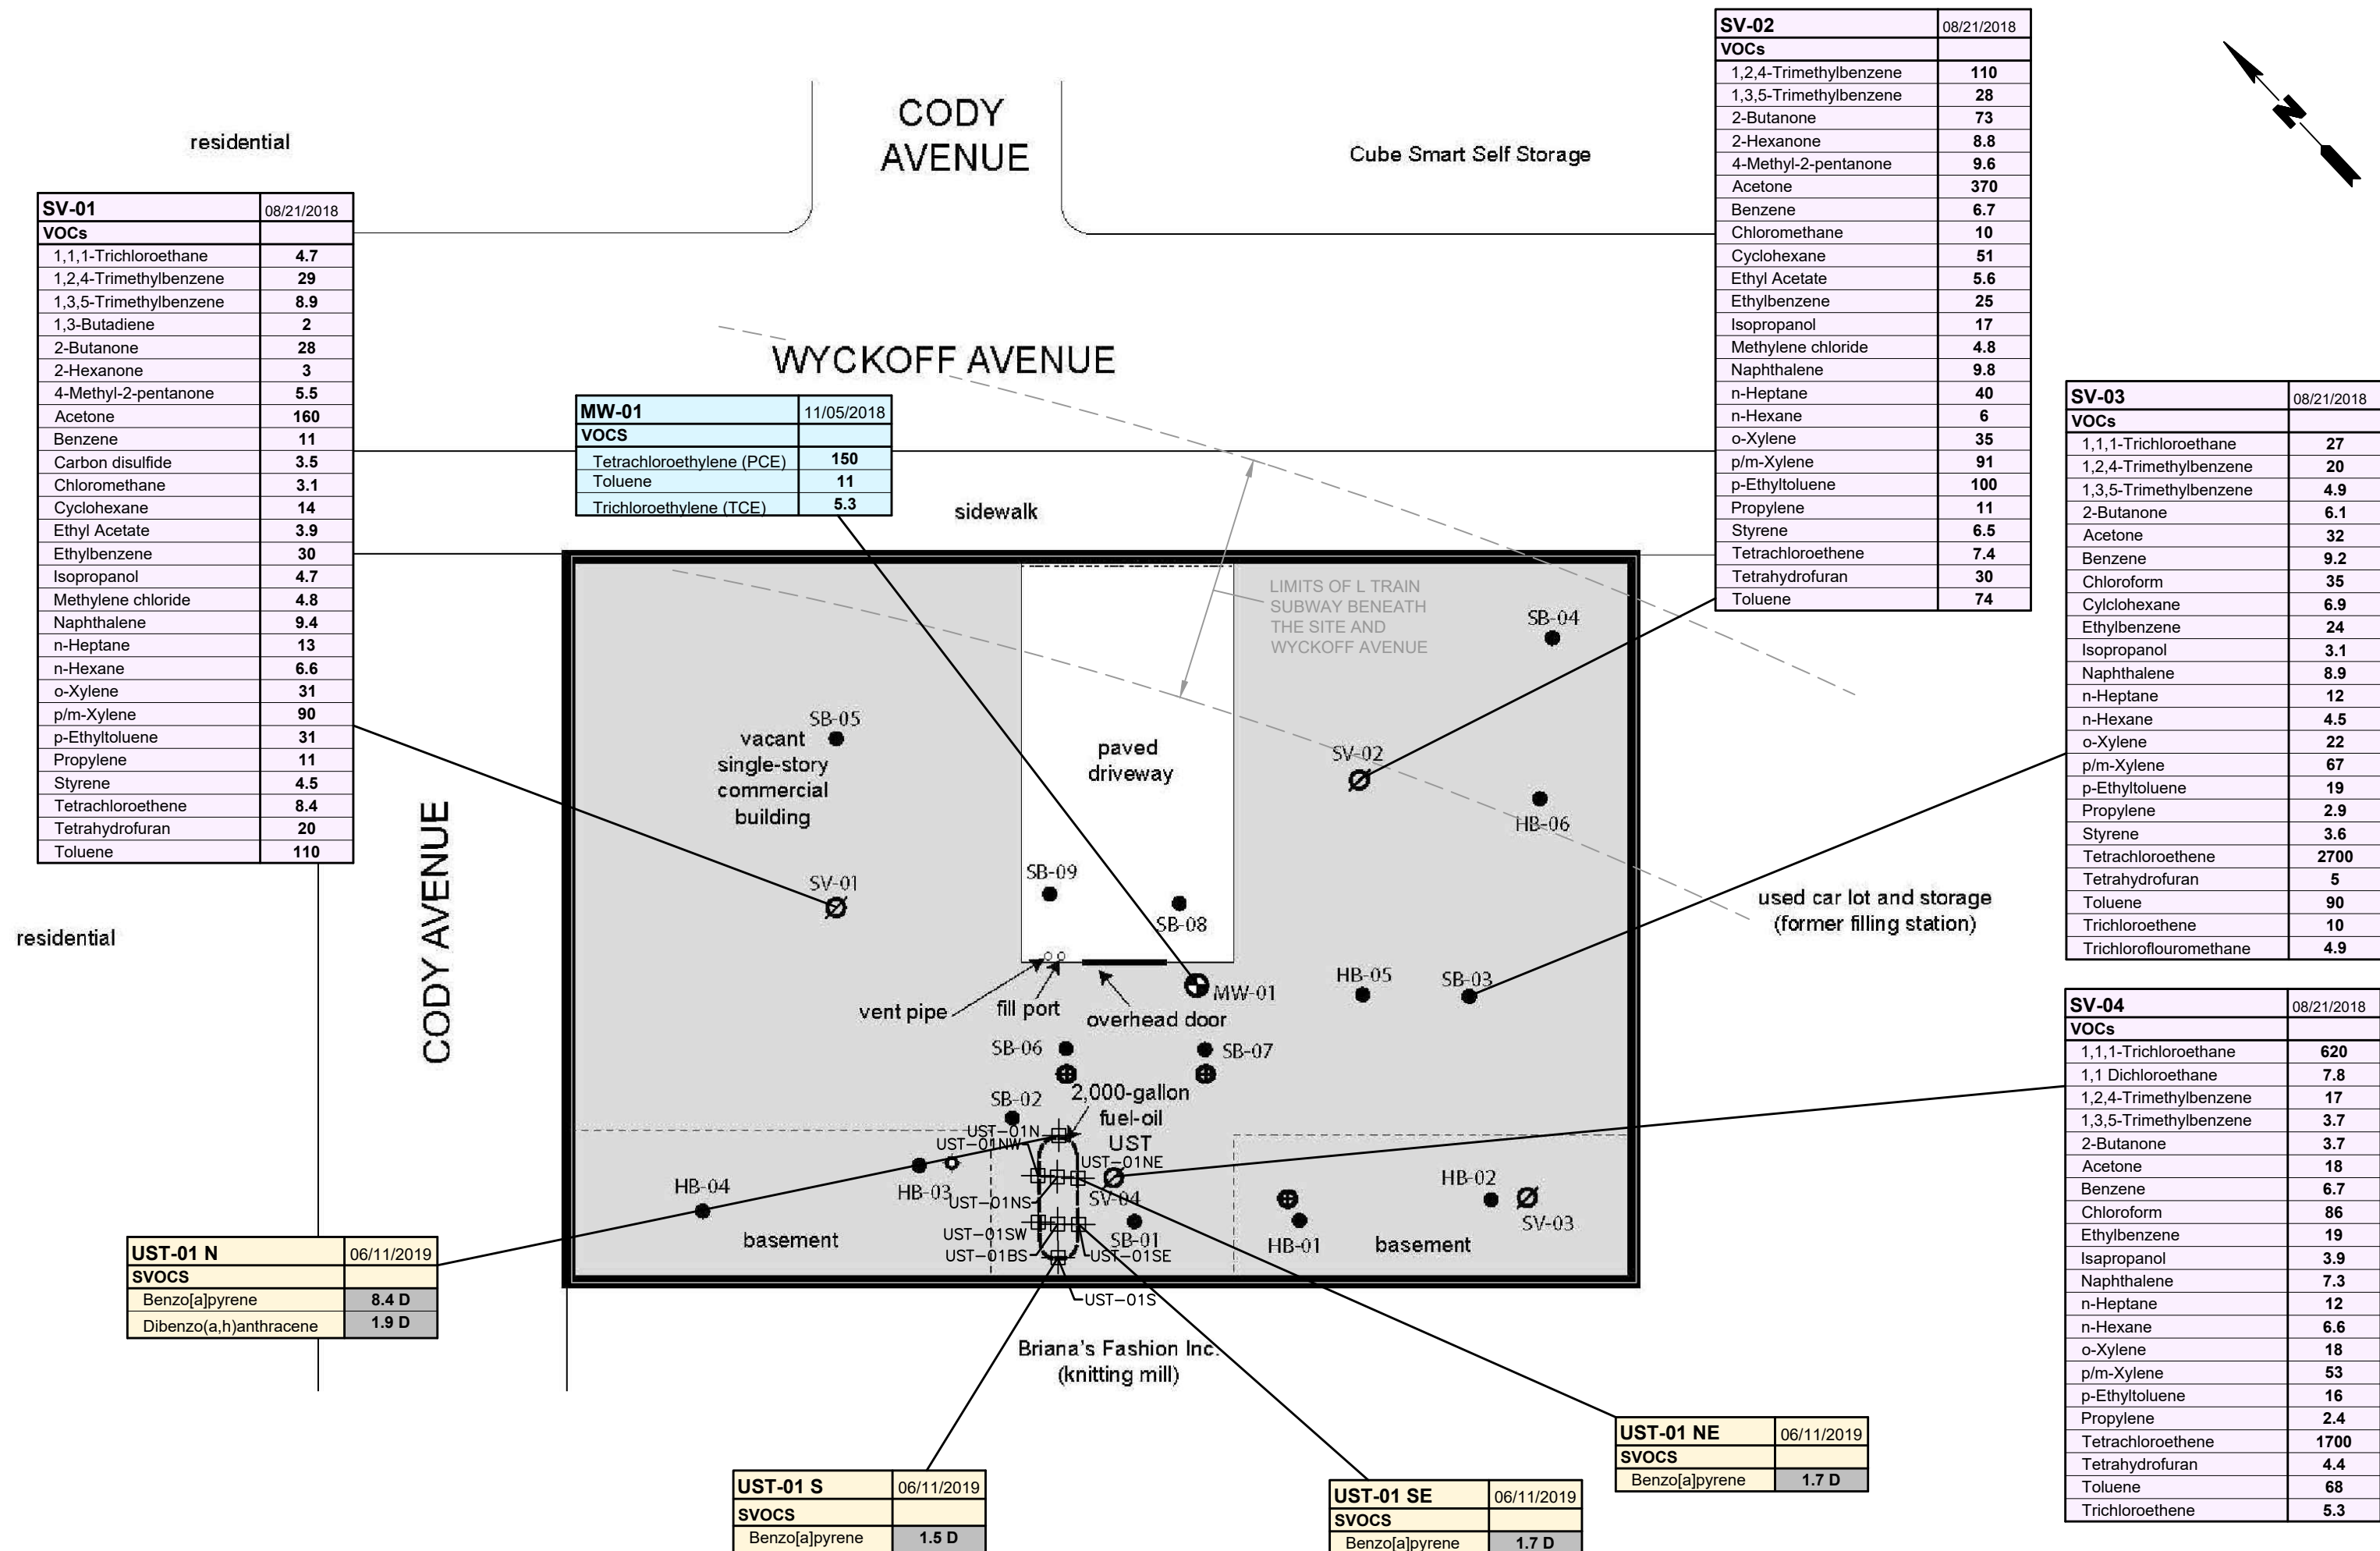 SV-02 08/21/2018
VOCs
1,2,4-Trimethylbenzene 110
1,3,5-Trimethylbenzene 28
2-Butanone 73
2-Hexanone 8.8
4-Methyl-2-pentanone 9.6
Acetone 370
Benzene 6.7
Chloromethane 10
Cyclohexane 51
Ethyl Acetate 5.6
Ethylbenzene 25
Isopropanol 17
Methylene chloride 4.8
Naphthalene 9.8
n-Heptane 40
n-Hexane 6
o-Xylene 35
p/m-Xylene 91
p-Ethyltoluene 100
Propylene 11
Styrene 6.5
Tetrachloroethene 7.4
Tetrahydrofuran 30
Toluene 74
N
CODY
AVENUE
residential
Cube Smart Self Storage
SV-01 08/21/2018
VOCs
1,1,1-Trichloroethane 4.7
1,2,4-Trimethylbenzene 29
1,3,5-Trimethylbenzene 8.9
1,3-Butadiene 2
2-Butanone 28
2-Hexanone 3
4-Methyl-2-pentanone 5.5
Acetone 160
Benzene 11
Carbon disulfide 3.5
Chloromethane 3.1
Cyclohexane 14
Ethyl Acetate 3.9
Ethylbenzene 30
Isopropanol 4.7
Methylene chloride 4.8
Naphthalene 9.4
n-Heptane 13
n-Hexane 6.6
o-Xylene 31
p/m-Xylene 90
p-Ethyltoluene 31
Propylene 11
Styrene 4.5
Tetrachloroethene 8.4
Tetrahydrofuran 20
Toluene 110
WYCKOFF AVENUE
MW-01 11/05/2018
VOCS
Tetrachloroethylene (PCE) 150
Toluene 11
Trichloroethylene (TCE) 5.3
sidewalk
SV-03 08/21/2018
VOCs
1,1,1-Trichloroethane 27
1,2,4-Trimethylbenzene 20
1,3,5-Trimethylbenzene 4.9
2-Butanone 6.1
Acetone 32
Benzene 9.2
Chloroform 35
Cylclohexane 6.9
Ethylbenzene 24
Isopropanol 3.1
Naphthalene 8.9
n-Heptane 12
n-Hexane 4.5
o-Xylene 22
p/m-Xylene 67
p-Ethyltoluene 19
Propylene 2.9
Styrene 3.6
Tetrachloroethene 2700
Tetrahydrofuran 5
Toluene 90
Trichloroethene 10
Trichloroflouromethane 4.9
LIMITS OF L TRAIN
SUBWAY BENEATH
THE SITE AND
WYCKOFF AVENUE
SB-04
SB-05
vacant
single-story
commercial
building
paved
driveway
SV-02
HB-06
CODY AVENUE
residential
SV-01
SB-09
SB-08
used car lot and storage
(former filling station)
vent pipe
fill port
overhead door
MW-01
HB-05
SB-03
SB-06
SB-07
2,000-gallon
fuel-oil
UST
SB-02
UST-01N
UST-01NW
UST-01NE
HB-04
HB-03
UST-01NS
SV-04
HB-02
SV-03
UST-01SW
SB-01
HB-01
UST-01BS
UST-01SE
basement
basement
UST-01S
SV-04 08/21/2018
VOCs
1,1,1-Trichloroethane 620
1,1 Dichloroethane 7.8
1,2,4-Trimethylbenzene 17
1,3,5-Trimethylbenzene 3.7
2-Butanone 3.7
Acetone 18
Benzene 6.7
Chloroform 86
Ethylbenzene 19
Isapropanol 3.9
Naphthalene 7.3
n-Heptane 12
n-Hexane 6.6
o-Xylene 18
p/m-Xylene 53
p-Ethyltoluene 16
Propylene 2.4
Tetrachloroethene 1700
Tetrahydrofuran 4.4
Toluene 68
Trichloroethene 5.3
UST-01 N 06/11/2019
SVOCS
Benzo[a]pyrene 8.4 D
Dibenzo(a,h)anthracene 1.9 D
Briana's Fashion Inc.
(knitting mill)
UST-01 NE 06/11/2019
SVOCS
Benzo[a]pyrene 1.7 D
UST-01 S 06/11/2019
SVOCS
Benzo[a]pyrene 1.5 D
UST-01 SE 06/11/2019
SVOCS
Benzo[a]pyrene 1.7 D